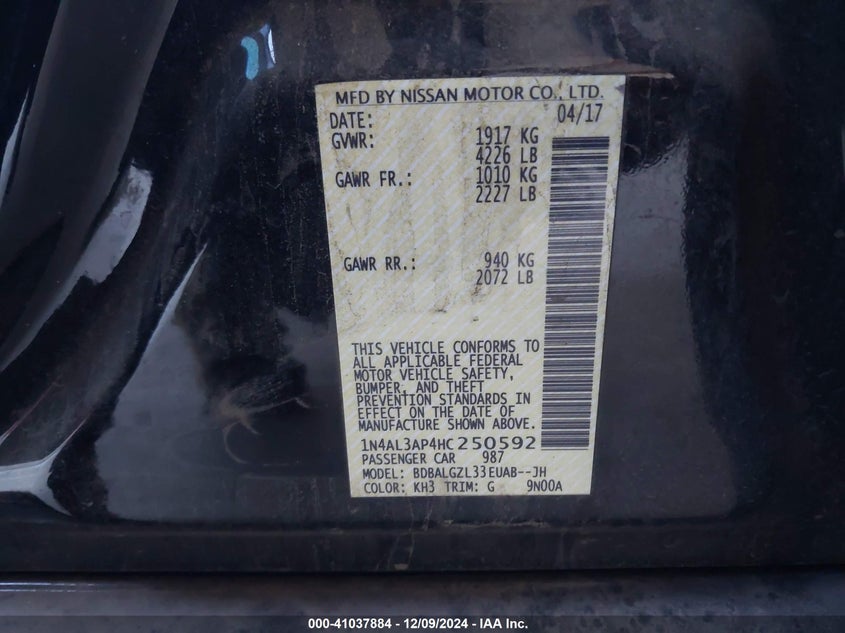 MFD BY NISSAN MOTOR CO., LTD.
DATE: 04/17
GVWR: 1917 KG
4226 LB
GAWR FR.: 1010 KG
2227 LB
GAWR RR.: 940 KG
2072 LB
THIS VEHICLE CONFORMS TO
ALL APPLICABLE FEDERAL
MOTOR VEHICLE SAFETY,
BUMPER, AND THEFT
PREVENTION STANDARDS IN
EFFECT ON THE DATE OF
MANUFACTURE SHOWN ABOVE.
1N4AL3AP4HC250592
PASSENGER CAR 987
MODEL: BDBALGZL33EUAB--JH
COLOR: KH3 TRIM: G 9N00A
000-41037884 - 12/09/2024 - IAA Inc.